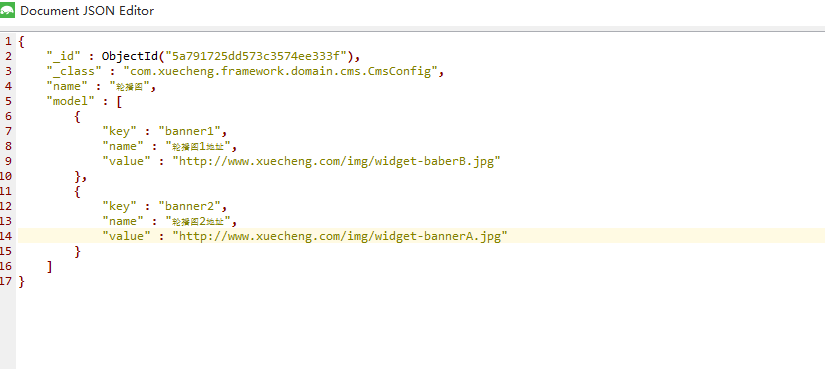 Document JSON Editor
1 {
2 "_id" : ObjectId("5a791725dd573c3574ee333f"),
3 "_class" : "com.xuecheng.framework.domain.cms.CmsConfig",
4 "name" : "轮播图",
5 "model" : [
6 {
7 "key" : "banner1",
8 "name" : "轮播图1地址",
9 "value" : "http://www.xuecheng.com/img/widget-baberB.jpg"
10 },
11 {
12 "key" : "banner2",
13 "name" : "轮播图2地址",
14 "value" : "http://www.xuecheng.com/img/widget-bannerA.jpg"
15 }
16 ]
17 }